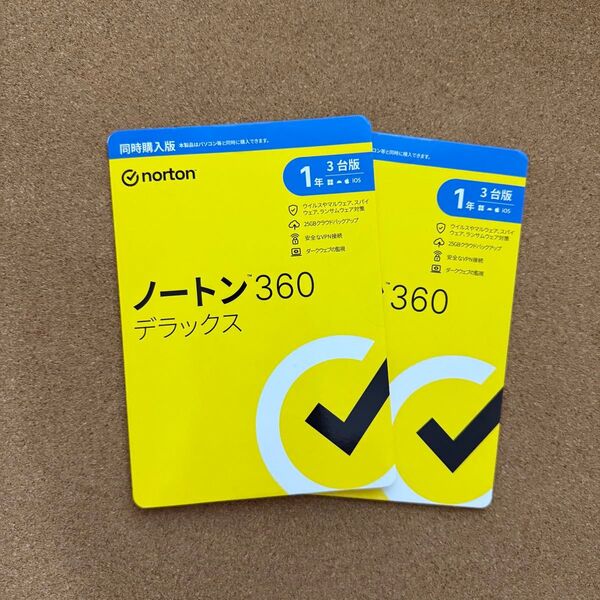 同時購入版 本製品はパソコン等と同時に購入できます。
norton
1年 3台版
iOS
ウイルスやマルウェア、スパイ
ウェア、ランサムウェア対策
25GBクラウドバックアップ
安全なVPN接続
ダークウェブの監視
ノートン™ 360
デラックス
1年 3台版
iOS
ウイルスやマルウェア、スパイ
ウェア、ランサムウェア対策
25GBクラウドバックアップ
安全なVPN接続
ダークウェブの監視
™ 360